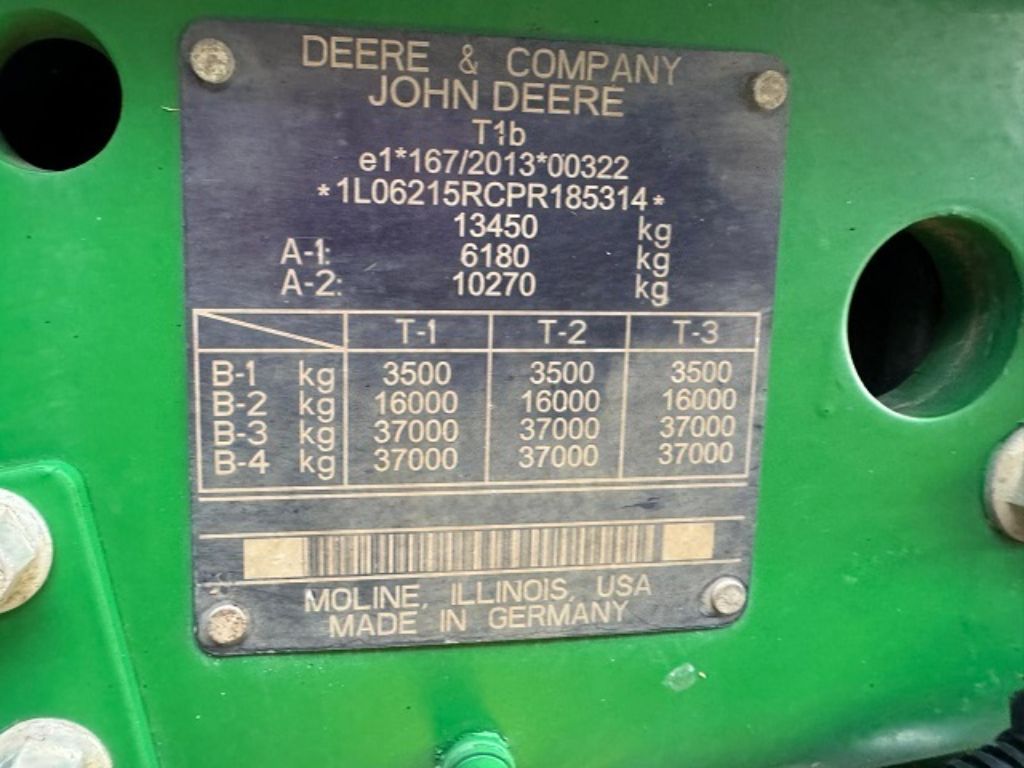 DEERE & COMPANY
JOHN DEERE
T1b
e1*167/2013*00322
*1L06215RCPR185314*
13450 kg
A-1: 6180 kg
A-2: 10270 kg
T-1 T-2 T-3
B-1 kg 3500 3500 3500
B-2 kg 16000 16000 16000
B-3 kg 37000 37000 37000
B-4 kg 37000 37000 37000
MOLINE, ILLINOIS, USA
MADE IN GERMANY